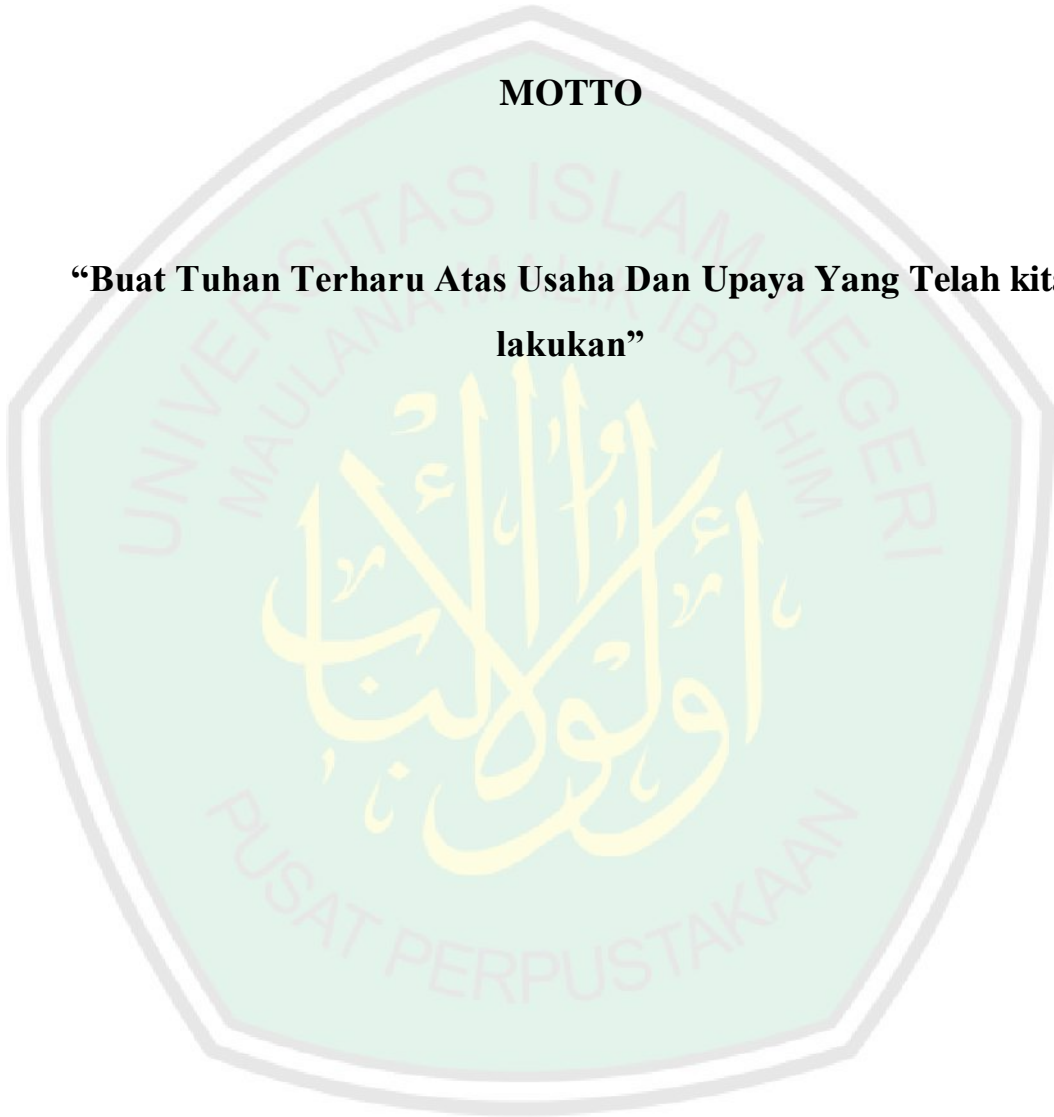 MOTTO
UNIVERSITAS ISLAM NEGERI
MAULANA MALIK IBRAHIM
“Buat Tuhan Terharu Atas Usaha Dan Upaya Yang Telah kita
lakukan”
أولوا الألباب
PUSAT PERPUSTAKAAN